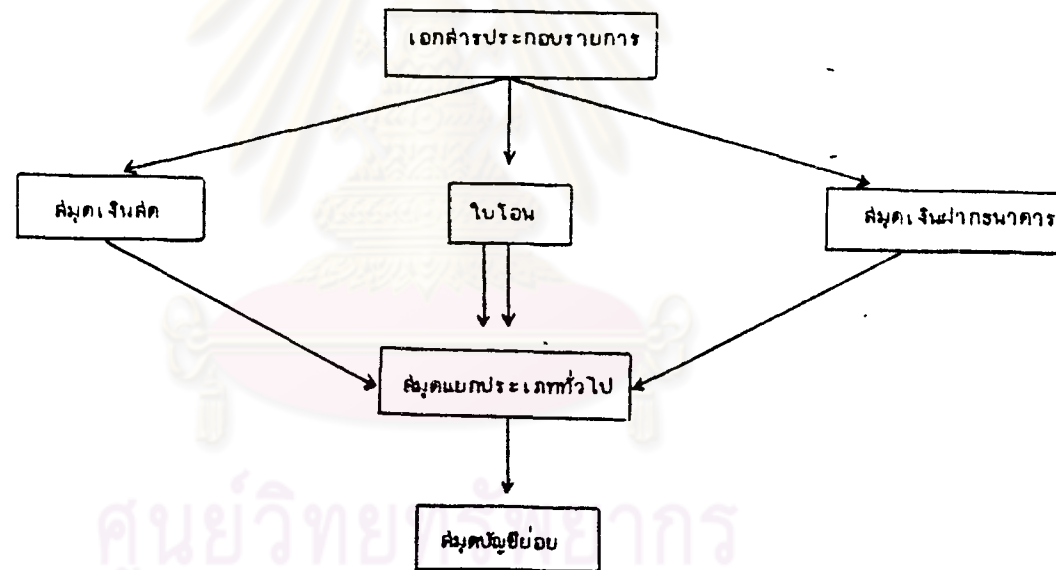 เอกสารประกอบรายการ
สมุดเงินสด
ใบโอน
สมุดเงินฝากธนาคาร
สมุดแยกประเภททั่วไป
สมุดบัญชีย่อย
ศูนย์วิทยทรัพยากร